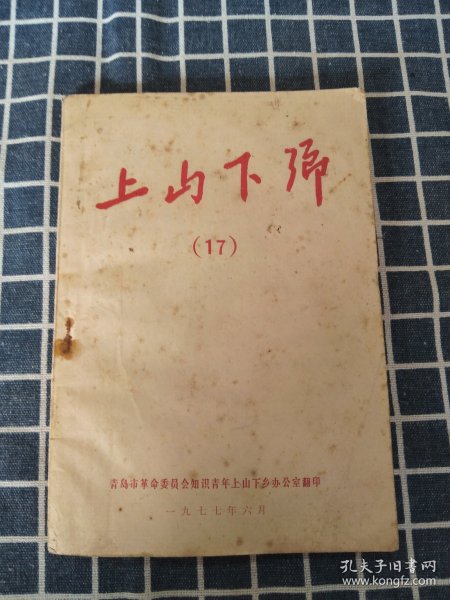 上山下乡
(17)
青岛市革命委员会知识青年上山下乡办公室翻印
一九七七年六月
孔夫子旧书网
www.kongfz.com